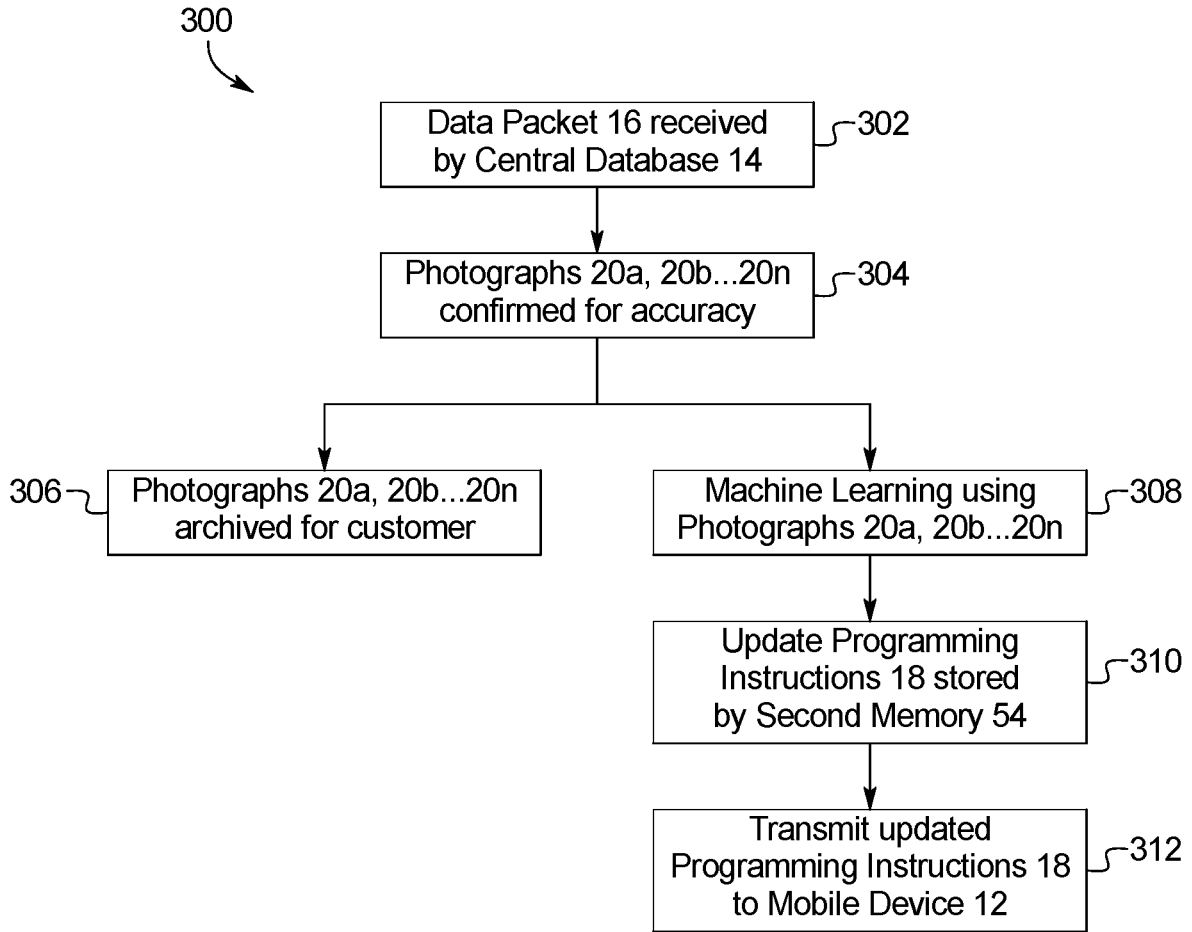 300
Data Packet 16 received
by Central Database 14
302
Photographs 20a, 20b...20n
confirmed for accuracy
304
306
Photographs 20a, 20b...20n
archived for customer
Machine Learning using
Photographs 20a, 20b...20n
308
Update Programming
Instructions 18 stored
by Second Memory 54
310
Transmit updated
Programming Instructions 18
to Mobile Device 12
312